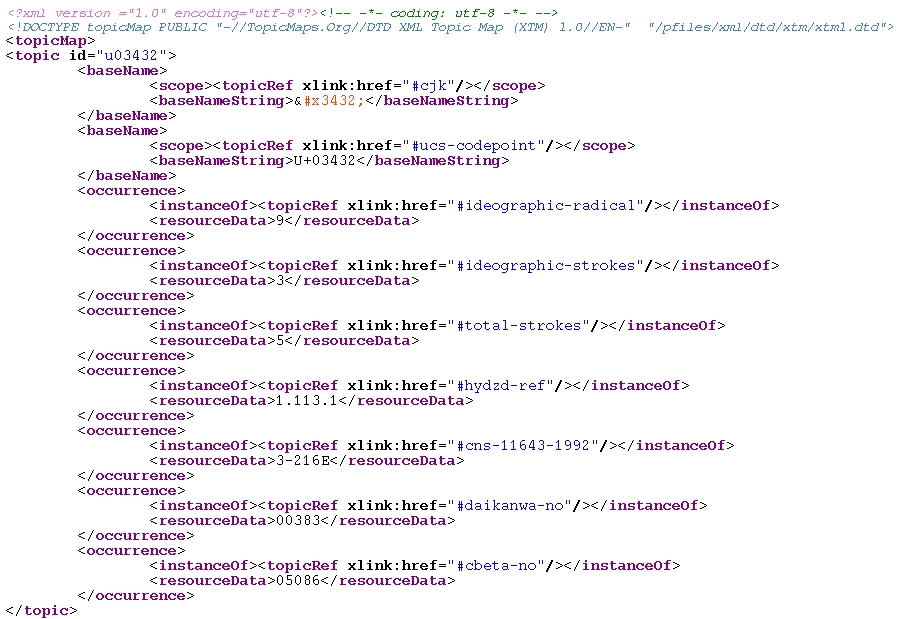 <?xml version ="1.0" encoding="utf-8"?><!-- -*- coding: utf-8 -*- -->
<!DOCTYPE topicMap PUBLIC "-//TopicMaps.Org//DTD XML Topic Map (XTM) 1.0//EN-"  "/pfiles/xml/dtd/xtm/xtm1.dtd">
<topicMap>
<topic id="u03432">
        <baseName>
                <scope><topicRef xlink:href="#cjk"/></scope>
                <baseNameString>&#x3432;</baseNameString>
        </baseName>
        <baseName>
                <scope><topicRef xlink:href="#ucs-codepoint"/></scope>
                <baseNameString>U+03432</baseNameString>
        </baseName>
        <occurrence>
                <instanceOf><topicRef xlink:href="#ideographic-radical"/></instanceOf>
                <resourceData>9</resourceData>
        </occurrence>
        <occurrence>
                <instanceOf><topicRef xlink:href="#ideographic-strokes"/></instanceOf>
                <resourceData>3</resourceData>
        </occurrence>
        <occurrence>
                <instanceOf><topicRef xlink:href="#total-strokes"/></instanceOf>
                <resourceData>5</resourceData>
        </occurrence>
        <occurrence>
                <instanceOf><topicRef xlink:href="#hydzd-ref"/></instanceOf>
                <resourceData>1.113.1</resourceData>
        </occurrence>
        <occurrence>
                <instanceOf><topicRef xlink:href="#cns-11643-1992"/></instanceOf>
                <resourceData>3-216E</resourceData>
        </occurrence>
        <occurrence>
                <instanceOf><topicRef xlink:href="#daikanwa-no"/></instanceOf>
                <resourceData>00383</resourceData>
        </occurrence>
        <occurrence>
                <instanceOf><topicRef xlink:href="#cbeta-no"/></instanceOf>
                <resourceData>05086</resourceData>
        </occurrence>
</topic>